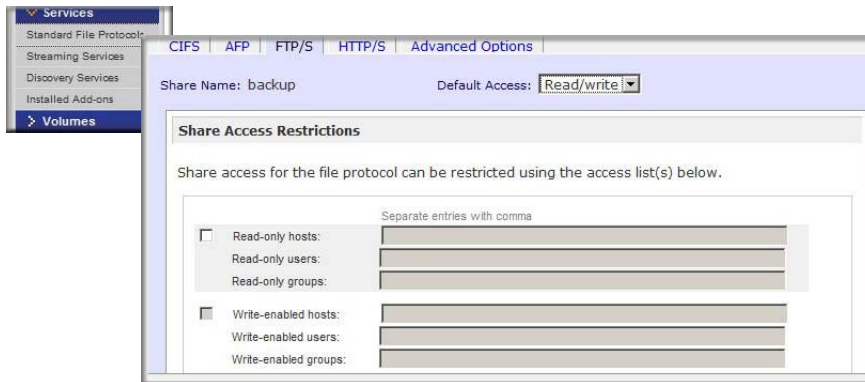 Services
Standard File Protocols
Streaming Services
Discovery Services
Installed Add-ons
> Volumes
CIFS | AFP | FTP/S | HTTP/S | Advanced Options |
Share Name: backup Default Access: Read/write
Share Access Restrictions
Share access for the file protocol can be restricted using the access list(s) below.
Separate entries with comma
Read-only hosts:
Read-only users:
Read-only groups:
Write-enabled hosts:
Write-enabled users:
Write-enabled groups: